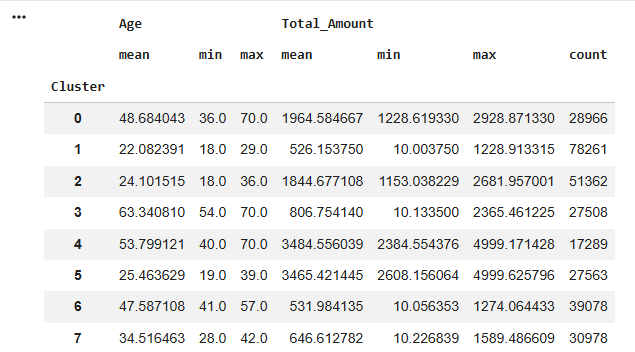 Age Total_Amount
mean min max mean min max count
Cluster
0 48.684043 36.0 70.0 1964.584667 1228.619330 2928.871330 28966
1 22.082391 18.0 29.0 526.153750 10.003750 1228.913315 78261
2 24.101515 18.0 36.0 1844.677108 1153.038229 2681.957001 51362
3 63.340810 54.0 70.0 806.754140 10.133500 2365.461225 27508
4 53.799121 40.0 70.0 3484.556039 2384.554376 4999.171428 17289
5 25.463629 19.0 39.0 3465.421445 2608.156064 4999.625796 27563
6 47.587108 41.0 57.0 531.984135 10.056353 1274.064433 39078
7 34.516463 28.0 42.0 646.612782 10.226839 1589.486609 30978